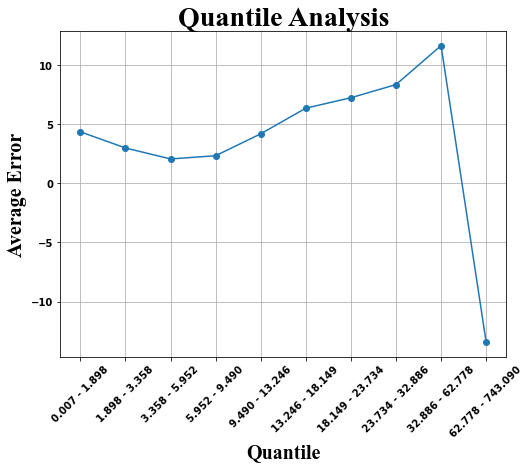 Quantile Analysis
Average Error
10
5
0
−5
−10
0.007 - 1.898
1.898 - 3.358
3.358 - 5.952
5.952 - 9.490
9.490 - 13.246
13.246 - 18.149
18.149 - 23.734
23.734 - 32.886
32.886 - 62.778
62.778 - 743.090
Quantile